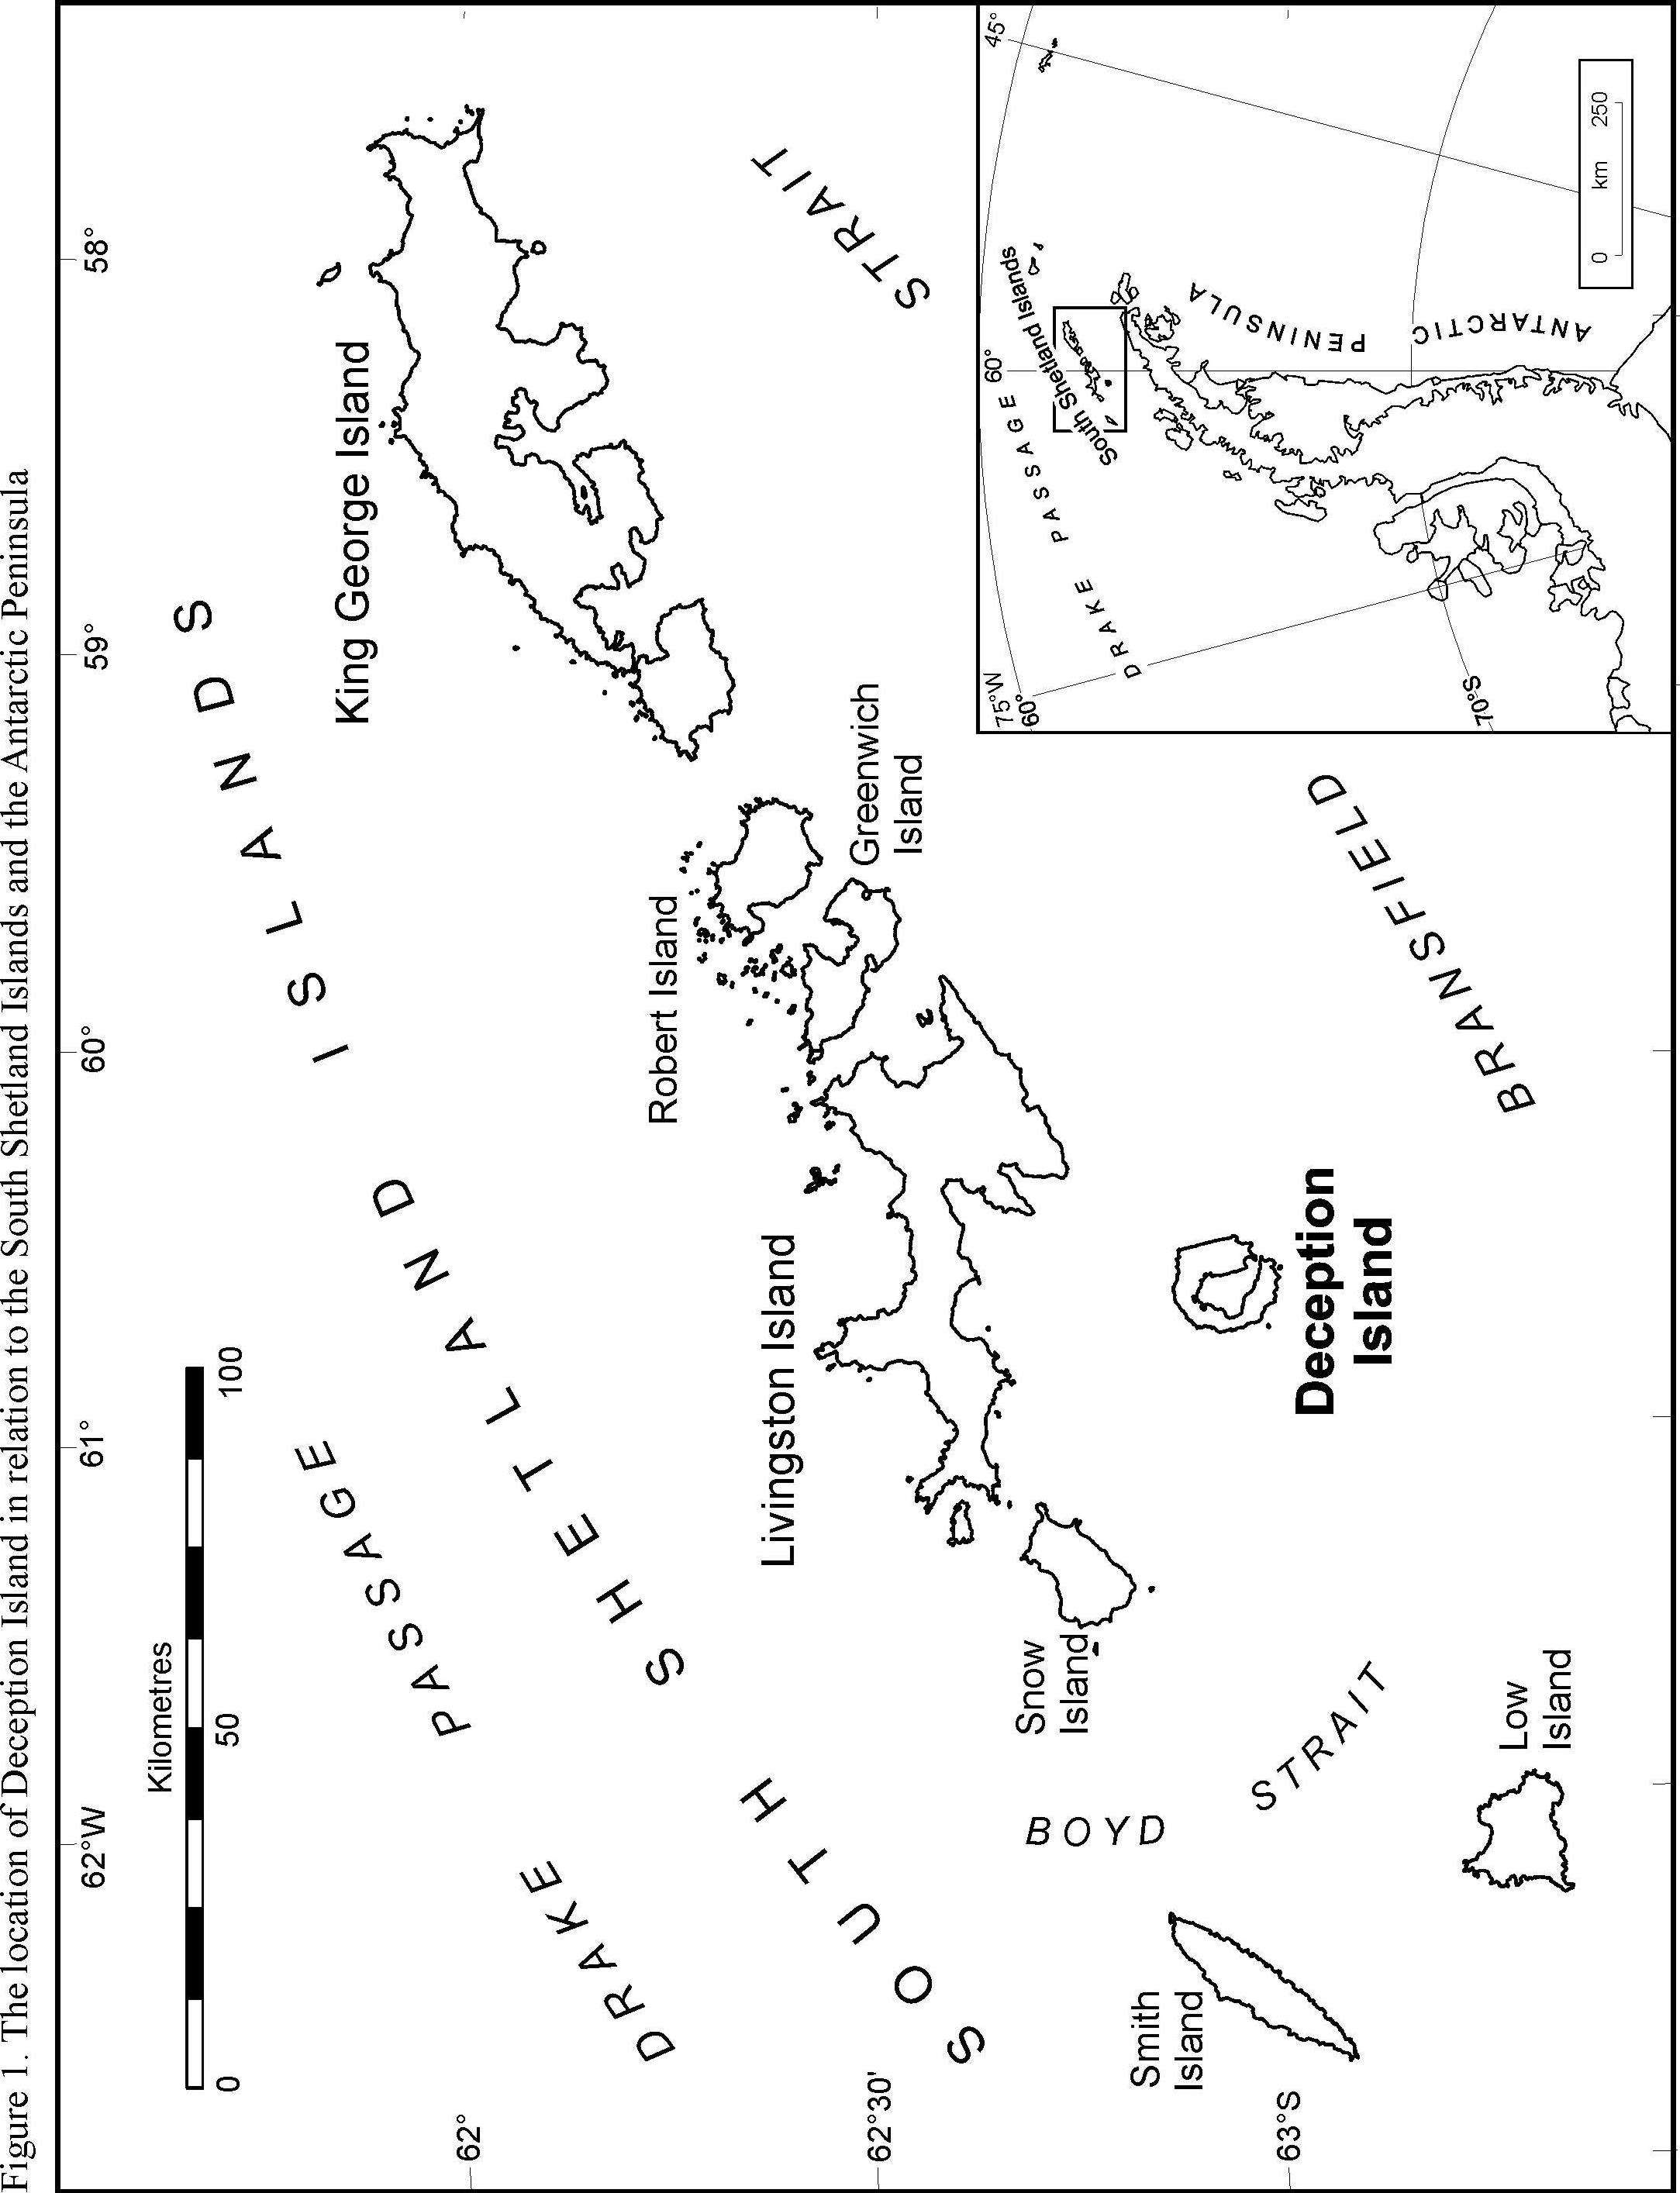 Figure 1. The location of Deception Island in relation to the South Shetland Islands and the Antarctic Peninsula
62°W
61°
60°
59°
58°
Kilometres
0
50
100
62°
62°30'
63°S
DRAKE PASSAGE
SOUTH SHETLAND ISLANDS
King George Island
Robert Island
Greenwich
Island
Livingston Island
Snow
Island
Smith
Island
Low
Island
Deception
Island
BOYD STRAIT
BRANSFIELD STRAIT
75°W
60°
60°
45°
70°S
DRAKE PASSAGE
South Shetland Islands
ANTARCTIC PENINSULA
0 km 250